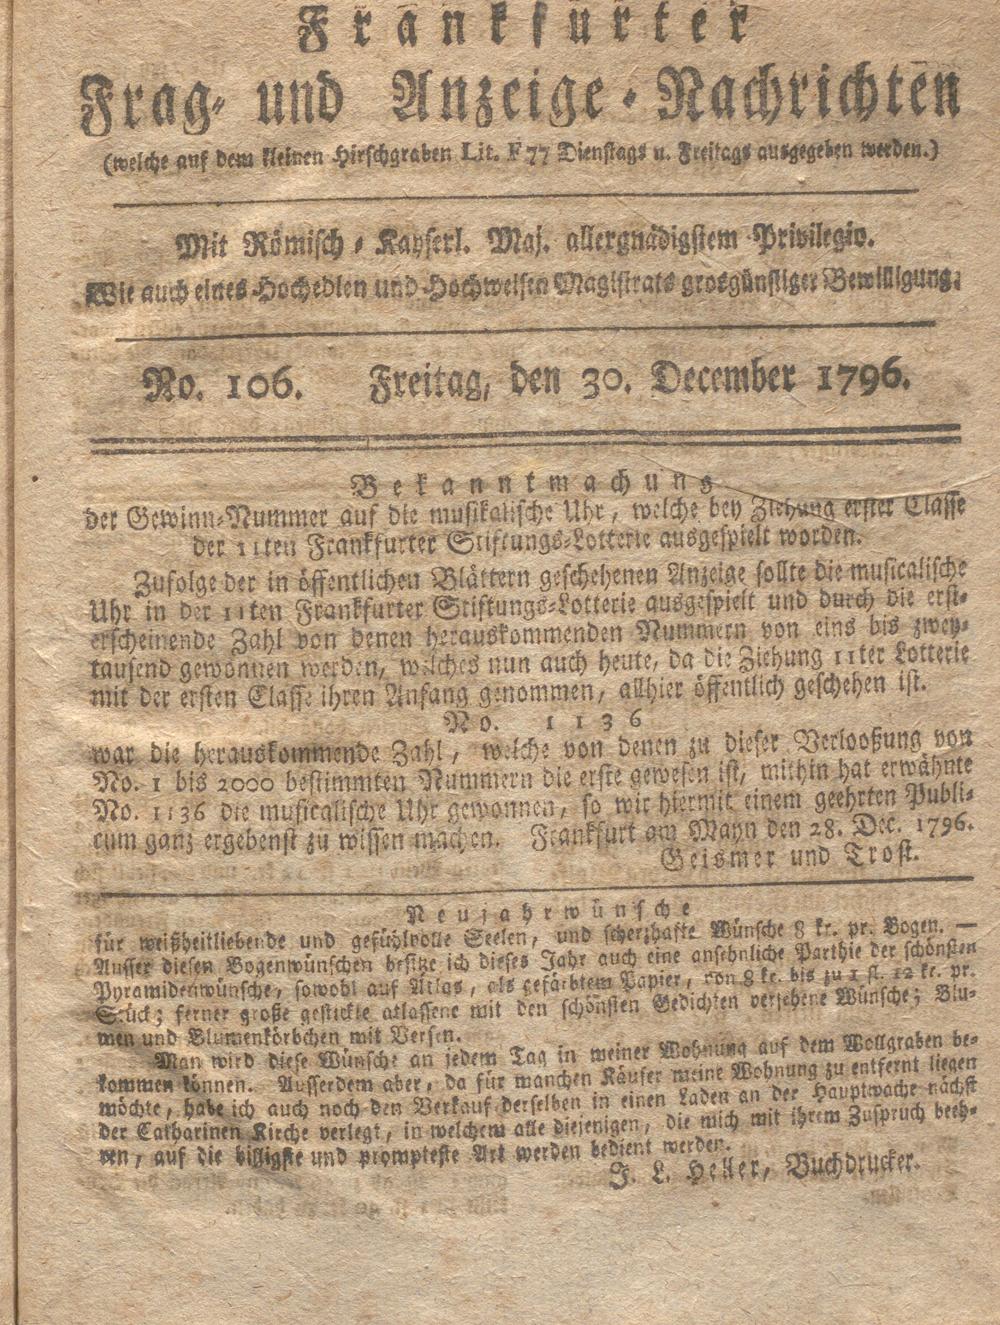 Frankfurter
Frag- und Anzeige-Nachrichten
(welche auf dem kleinen Hirschgraben Lit. F 77 Dienstags u. Freitags ausgegeben werden.)
Mit Römisch-Kayserl. Maj. allergnädigstem Privilegio.
Wie auch eines Hochedlen und Hochweisen Magistrats grosgünstiger Bewilligung.
No. 106. Freitag, den 30. December 1796.
Bekanntmachung
der Gewinn-Nummer auf die musikalische Uhr, welche bey Ziehung erster Classe
der 11ten Frankfurter Stiftungs-Lotterie ausgespielt worden.
Zufolge der in öffentlichen Blättern geschehenen Anzeige sollte die musicalische
Uhr in der 11ten Frankfurter Stiftungs-Lotterie ausgespielt und durch die erst-
erscheinende Zahl von denen herauskommenden Nummern von eins bis zwey-
tausend gewonnen werden, welches nun auch heute, da die Ziehung 11ter Lotterie
mit der ersten Classe ihren Anfang genommen, allhier öffentlich geschehen ist.
No. 1136
war die herauskommende Zahl, welche von denen zu dieser Verlooßung von
No. 1 bis 2000 bestimmten Nummern die erste gewesen ist, mithin hat erwähnte
No. 1136 die musicalische Uhr gewonnen, so wir hiermit einem geehrten Publi-
cum ganz ergebenst zu wissen machen. Frankfurt am Mayn den 28. Dec. 1796.
Geismer und Trost.
Neujahrwünsche
für weißheitliebende und gefühlvolle Seelen, und scherzhafte Wünsche 8 kr. pr. Bogen. —
Ausser diesen Bogenwünschen besitze ich dieses Jahr auch eine ansehnliche Parthie der schönsten
Pyramidenwünsche, sowohl auf Atlas, als gefärbtem Papier, von 8 kr. bis zu 1 fl. 12 kr. pr.
Stück; ferner große gestickte atlassene mit den schönsten Gedichten versehene Wünsche; Blu-
men und Blumenkörbchen mit Versen.
Man wird diese Wünsche an jedem Tag in meiner Wohnung auf dem Wollgraben be-
kommen können. Ausserdem aber, da für manchen Käufer meine Wohnung zu entfernt liegen
möchte, habe ich auch noch den Verkauf derselben in einen Laden an der Hauptwache nächst
der Catharinen Kirche verlegt, in welchem alle diejenigen, die mich mit ihrem Zuspruch beeh-
ren, auf die billigste und prompteste Art werden bedient werden.
J. L. Heller, Buchdrucker.